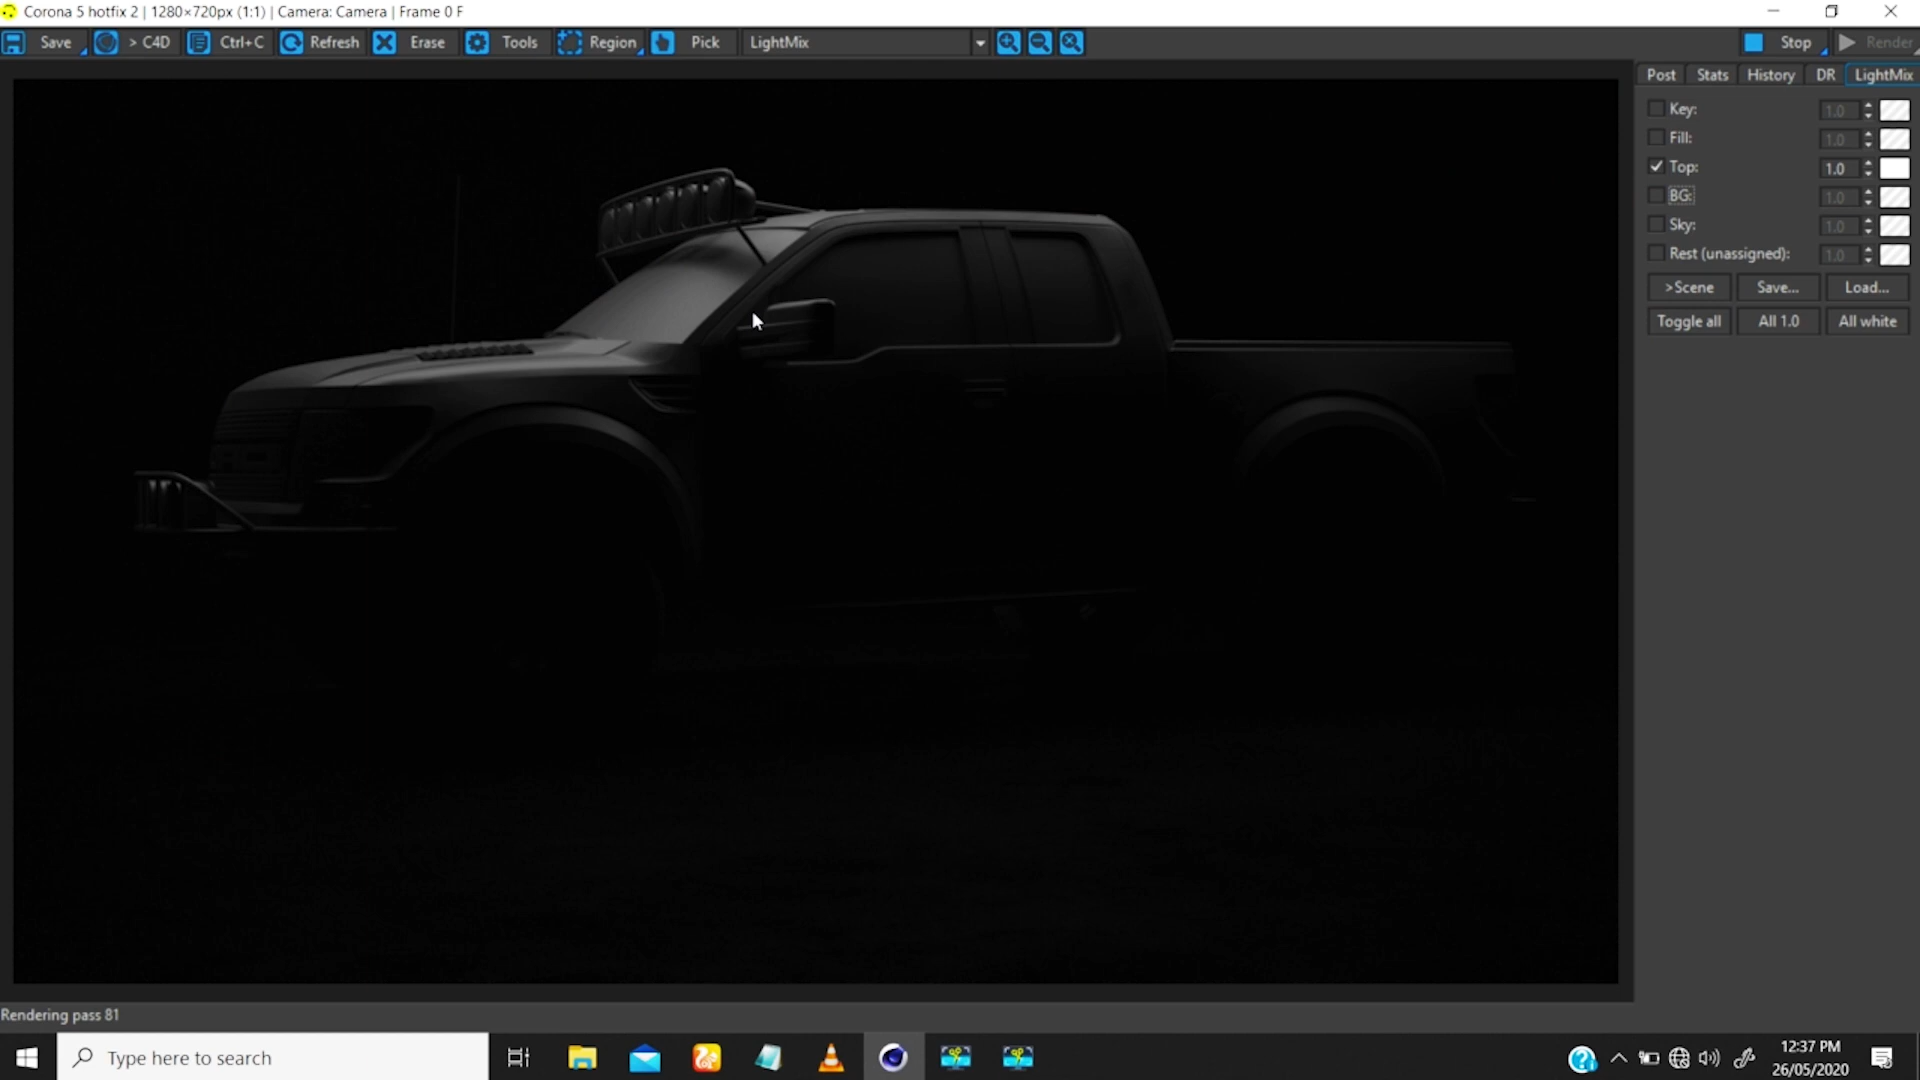 Corona 5 hotfix 2 | 1280×720px (1:1) | Camera: Camera | Frame 0 F
Save > C4D Ctrl+C Refresh Erase Tools Region Pick LightMix Stop Render
Post Stats History DR LightMix
Key: 1.0
Fill: 1.0
Top: 1.0
BG: 1.0
Sky: 1.0
Rest (unassigned): 1.0
>Scene Save... Load...
Toggle all All 1.0 All white
Rendering pass 81
Type here to search
12:37 PM
26/05/2020